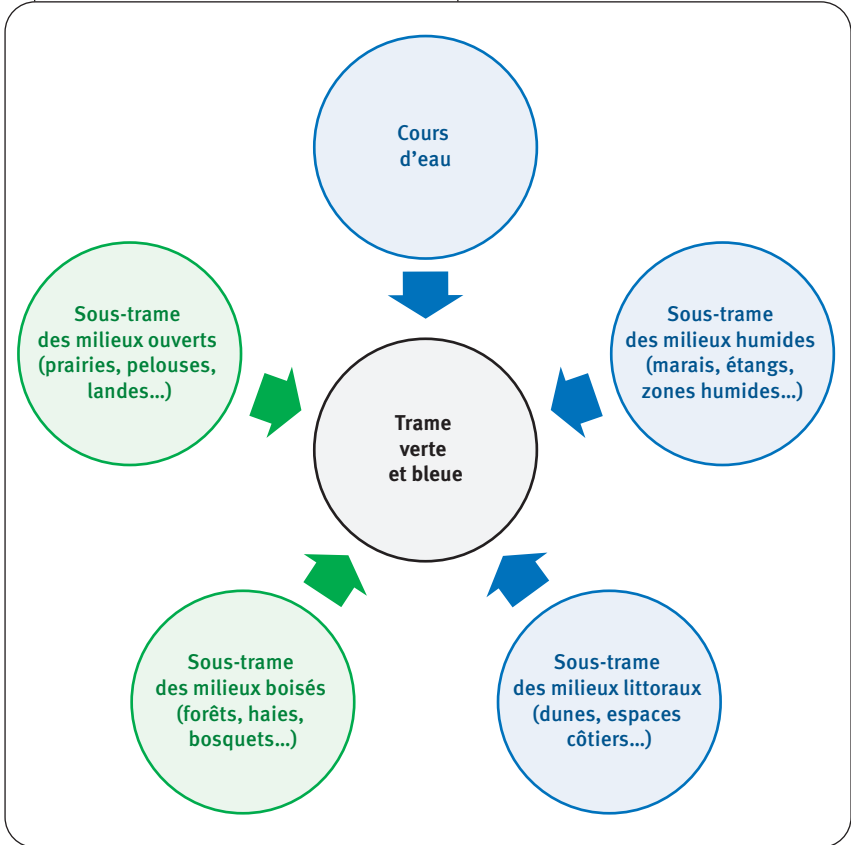 Cours
d’eau
Sous-trame
des milieux ouverts
(prairies, pelouses,
landes…)
Sous-trame
des milieux humides
(marais, étangs,
zones humides…)
Trame
verte
et bleue
Sous-trame
des milieux boisés
(forêts, haies,
bosquets…)
Sous-trame
des milieux littoraux
(dunes, espaces
côtiers…)